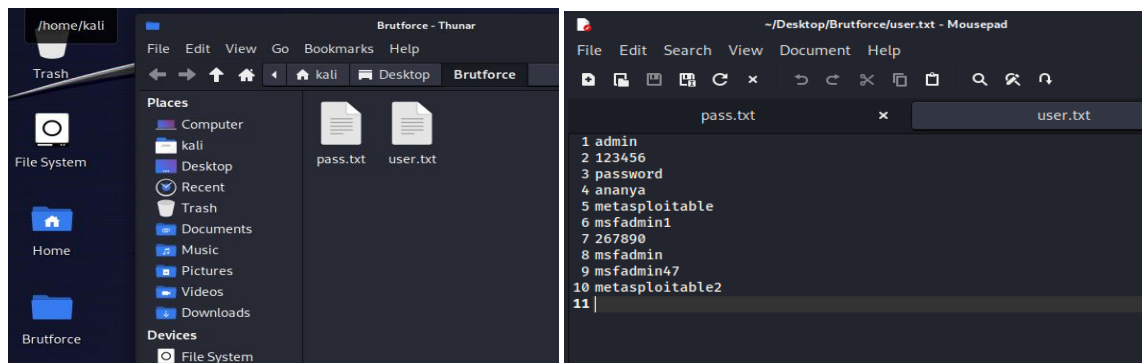 /home/kali
Trash
File System
Home
Brutforce
Brutforce - Thunar
File Edit View Go Bookmarks Help
kali Desktop Brutforce
Places
Computer
kali
Desktop
Recent
Trash
Documents
Music
Pictures
Videos
Downloads
Devices
File System
pass.txt user.txt
~/Desktop/Brutforce/user.txt - Mousepad
File Edit Search View Document Help
pass.txt × user.txt
1 admin
2 123456
3 password
4 ananya
5 metasploitable
6 msfadmin1
7 267890
8 msfadmin
9 msfadmin47
10 metasploitable2
11